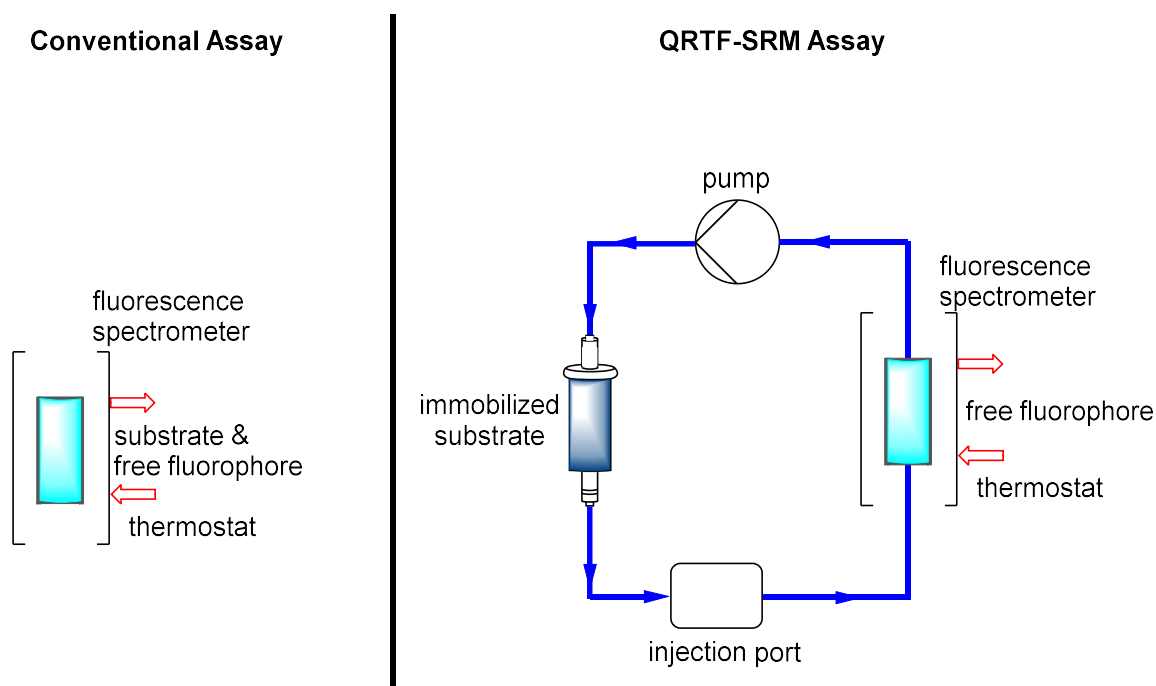 Conventional Assay
fluorescence
spectrometer
substrate &
free fluorophore
thermostat
QRTF-SRM Assay
pump
fluorescence
spectrometer
immobilized
substrate
free fluorophore
thermostat
injection port